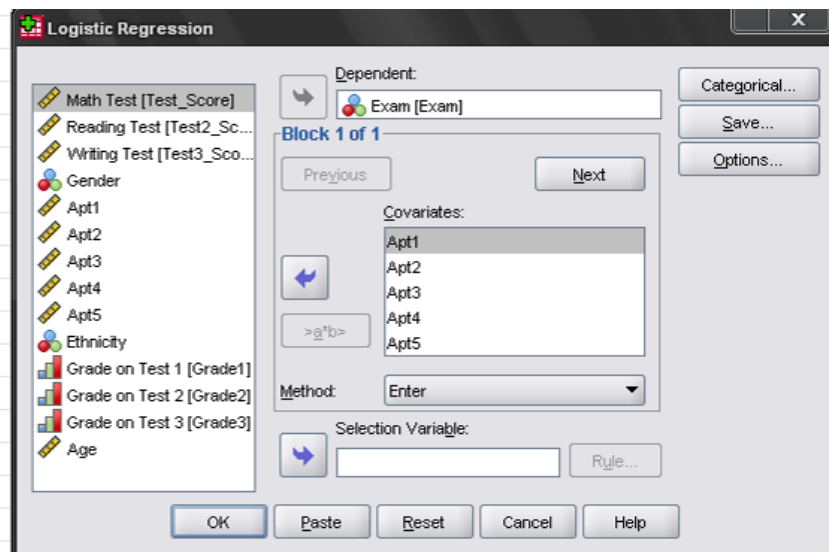 Logistic Regression
X
Math Test [Test_Score]
Reading Test [Test2_Sc...
Writing Test [Test3_Sco...
Gender
Apt1
Apt2
Apt3
Apt4
Apt5
Ethnicity
Grade on Test 1 [Grade1]
Grade on Test 2 [Grade2]
Grade on Test 3 [Grade3]
Age
Dependent:
Exam [Exam]
Block 1 of 1
Previous
Next
Covariates:
Apt1
Apt2
Apt3
Apt4
Apt5
>a*b>
Method:
Enter
Selection Variable:
Rule...
Categorical...
Save...
Options...
OK
Paste
Reset
Cancel
Help